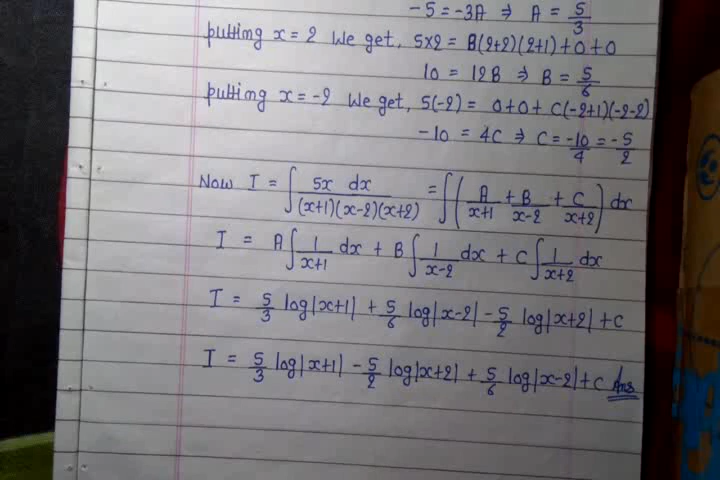 -5 = -3A ⇒ A = 5/3
putting x = 2 We get, 5×2 = B(2+2)(2+1)+0+0
10 = 12B ⇒ B = 5/6
putting x = -2 We get, 5(-2) = 0+0+ C(-2+1)(-2-2)
-10 = 4C ⇒ C = -10/4 = -5/2
Now I = ∫ 5x dx/((x+1)(x-2)(x+2)) = ∫(A/(x+1) + B/(x-2) + C/(x+2)) dx
I = A∫ 1/(x+1) dx + B∫ 1/(x-2) dx + C∫ 1/(x+2) dx
I = 5/3 log|x+1| + 5/6 log|x-2| - 5/2 log|x+2| + C
I = 5/3 log|x+1| - 5/2 log|x+2| + 5/6 log|x-2| + C Ans